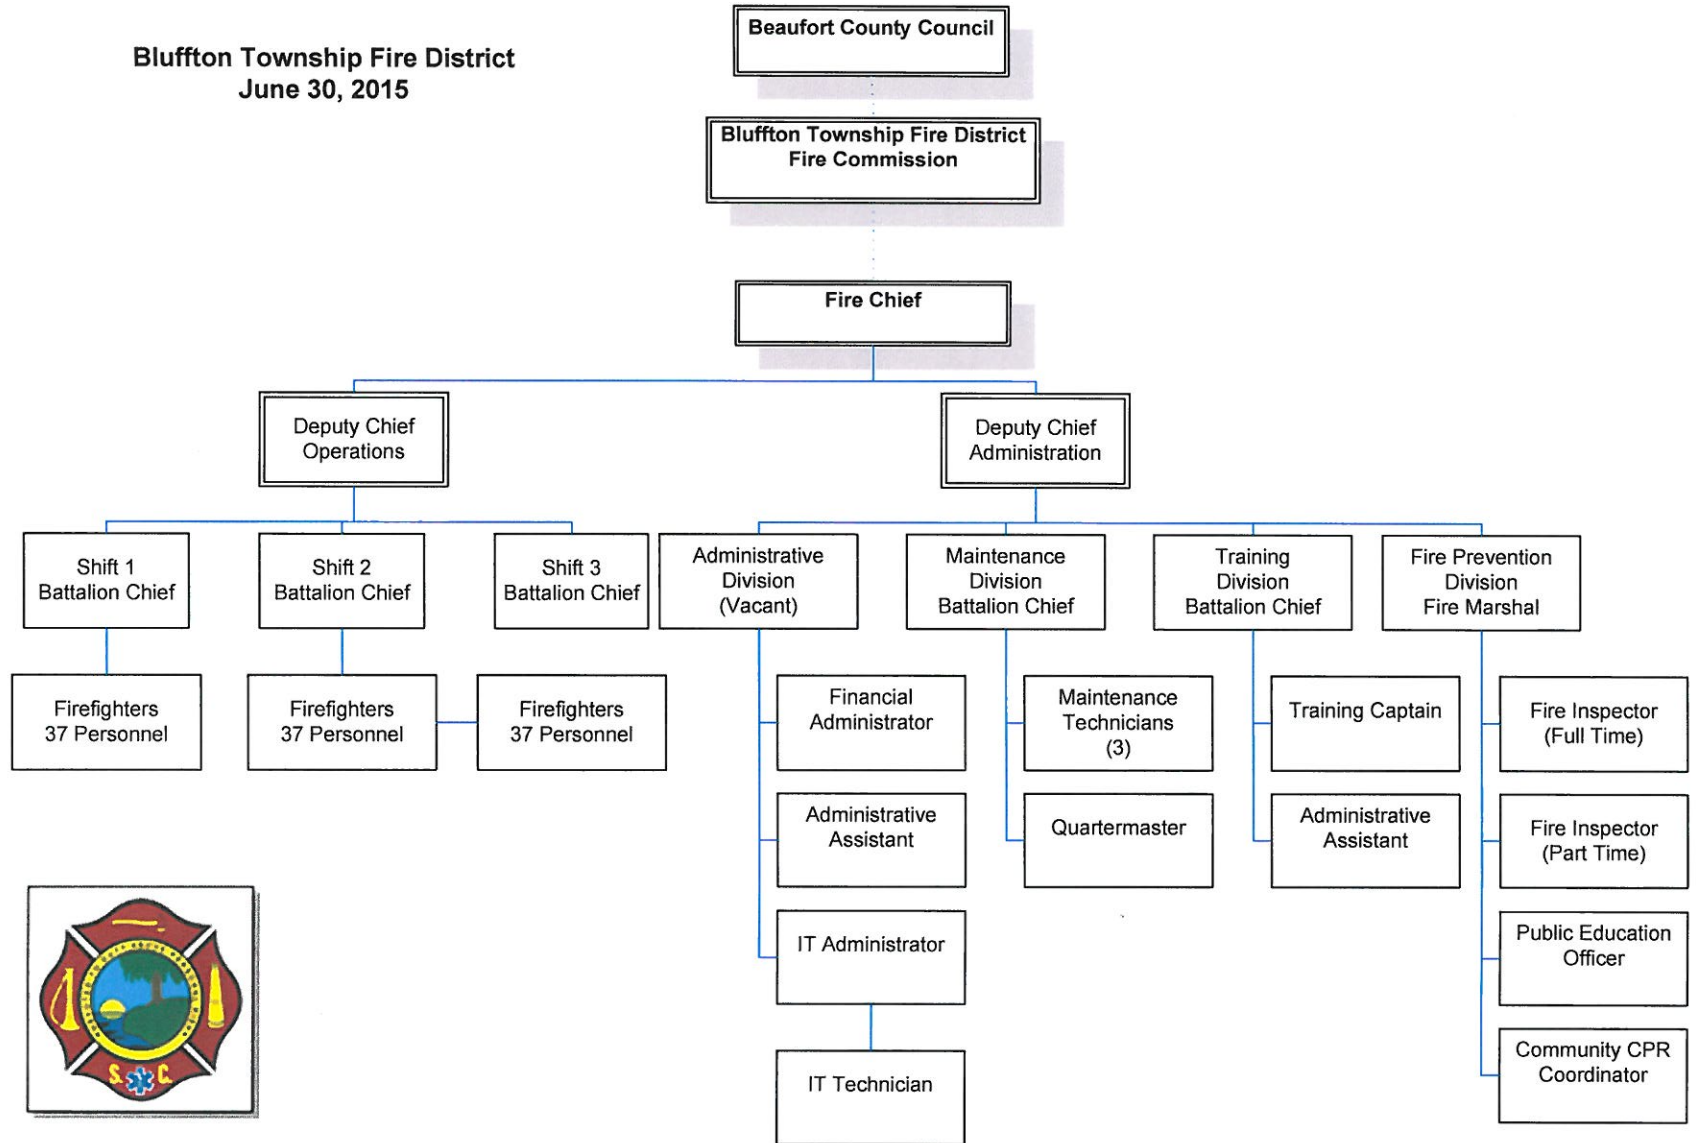 Bluffton Township Fire District
June 30, 2015
Beaufort County Council
Bluffton Township Fire District
Fire Commission
Fire Chief
Deputy Chief
Operations
Deputy Chief
Administration
Shift 1
Battalion Chief
Shift 2
Battalion Chief
Shift 3
Battalion Chief
Administrative
Division
(Vacant)
Maintenance
Division
Battalion Chief
Training
Division
Battalion Chief
Fire Prevention
Division
Fire Marshal
Firefighters
37 Personnel
Firefighters
37 Personnel
Firefighters
37 Personnel
Financial
Administrator
Maintenance
Technicians
(3)
Training Captain
Fire Inspector
(Full Time)
Administrative
Assistant
Quartermaster
Administrative
Assistant
Fire Inspector
(Part Time)
IT Administrator
Public Education
Officer
IT Technician
Community CPR
Coordinator
S. C.